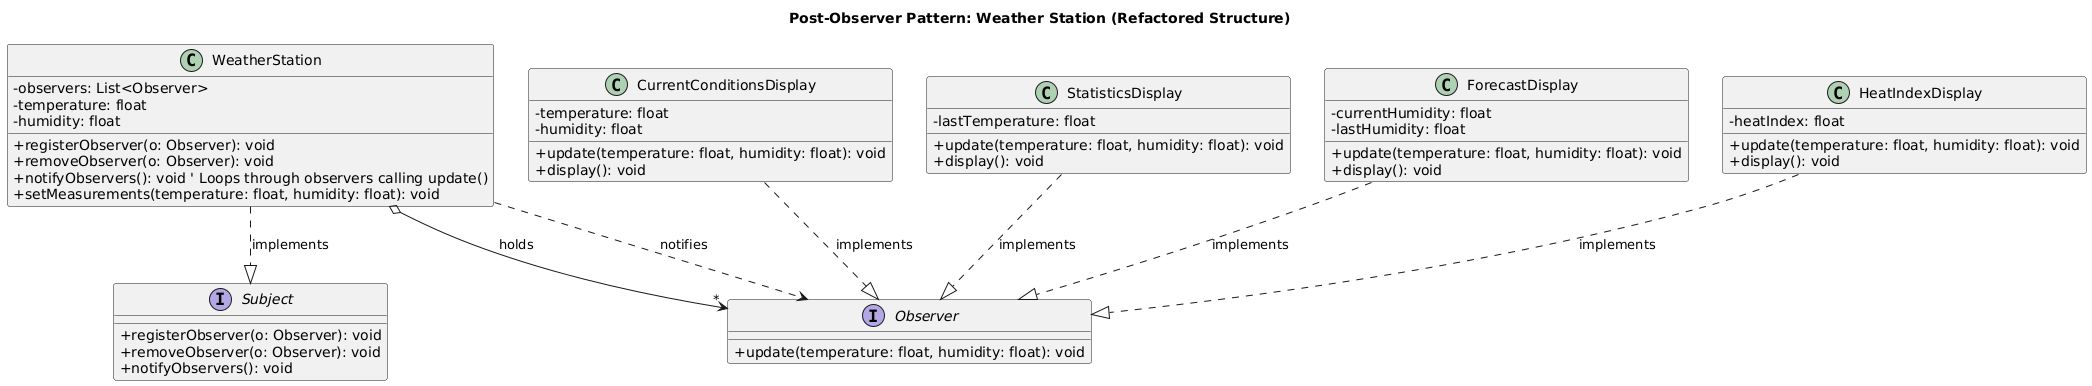 Post-Observer Pattern: Weather Station (Refactored Structure)
C WeatherStation
-observers: List<Observer>
-temperature: float
-humidity: float
+registerObserver(o: Observer): void
+removeObserver(o: Observer): void
+notifyObservers(): void ' Loops through observers calling update()
+setMeasurements(temperature: float, humidity: float): void
C CurrentConditionsDisplay
-temperature: float
-humidity: float
+update(temperature: float, humidity: float): void
+display(): void
C StatisticsDisplay
-lastTemperature: float
+update(temperature: float, humidity: float): void
+display(): void
C ForecastDisplay
-currentHumidity: float
-lastHumidity: float
+update(temperature: float, humidity: float): void
+display(): void
C HeatIndexDisplay
-heatIndex: float
+update(temperature: float, humidity: float): void
+display(): void
implements
holds
notifies
implements
implements
implements
implements
*
I Subject
+registerObserver(o: Observer): void
+removeObserver(o: Observer): void
+notifyObservers(): void
I Observer
+update(temperature: float, humidity: float): void